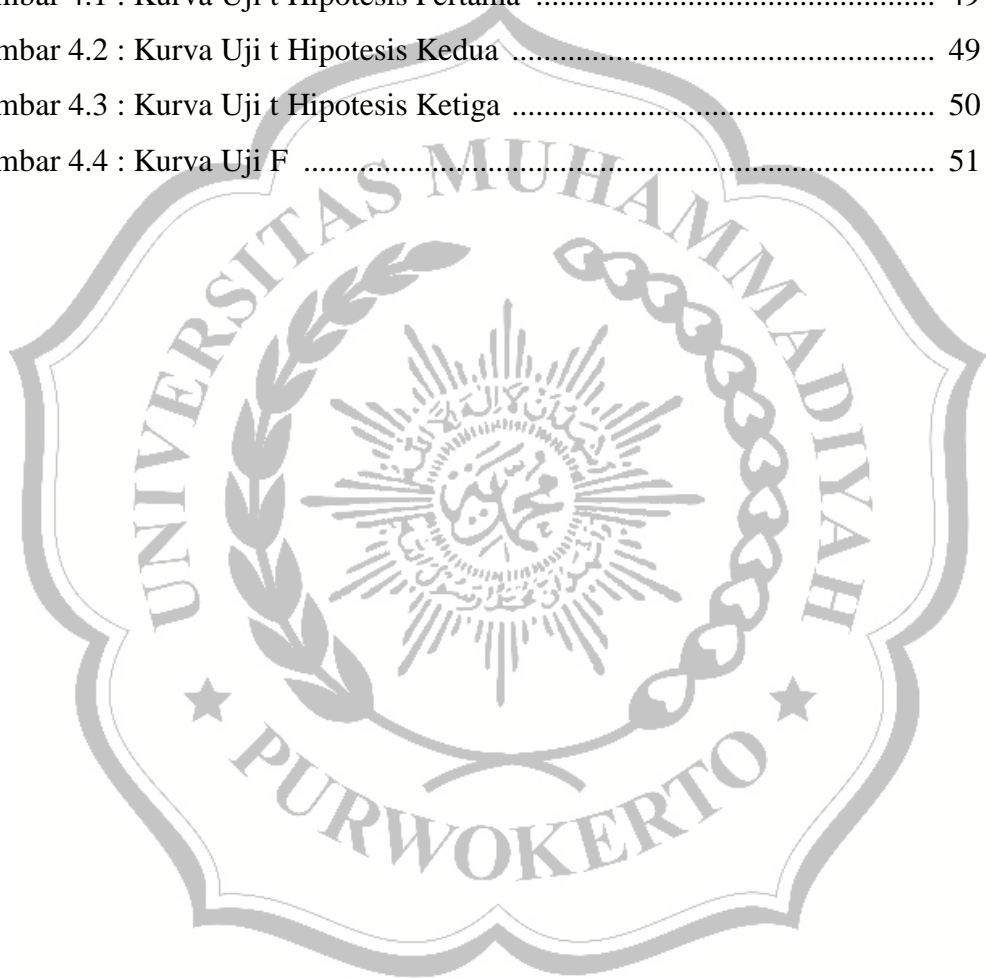 mbar 4.1 : Kurva Uji t Hipotesis Pertama ........................................................ 49
mbar 4.2 : Kurva Uji t Hipotesis Kedua ..................................................... 49
mbar 4.3 : Kurva Uji t Hipotesis Ketiga ..................................................... 50
mbar 4.4 : Kurva Uji F ............................................................................... 51
UNIVERSITAS MUHAMMADIYAH
PURWOKERTO